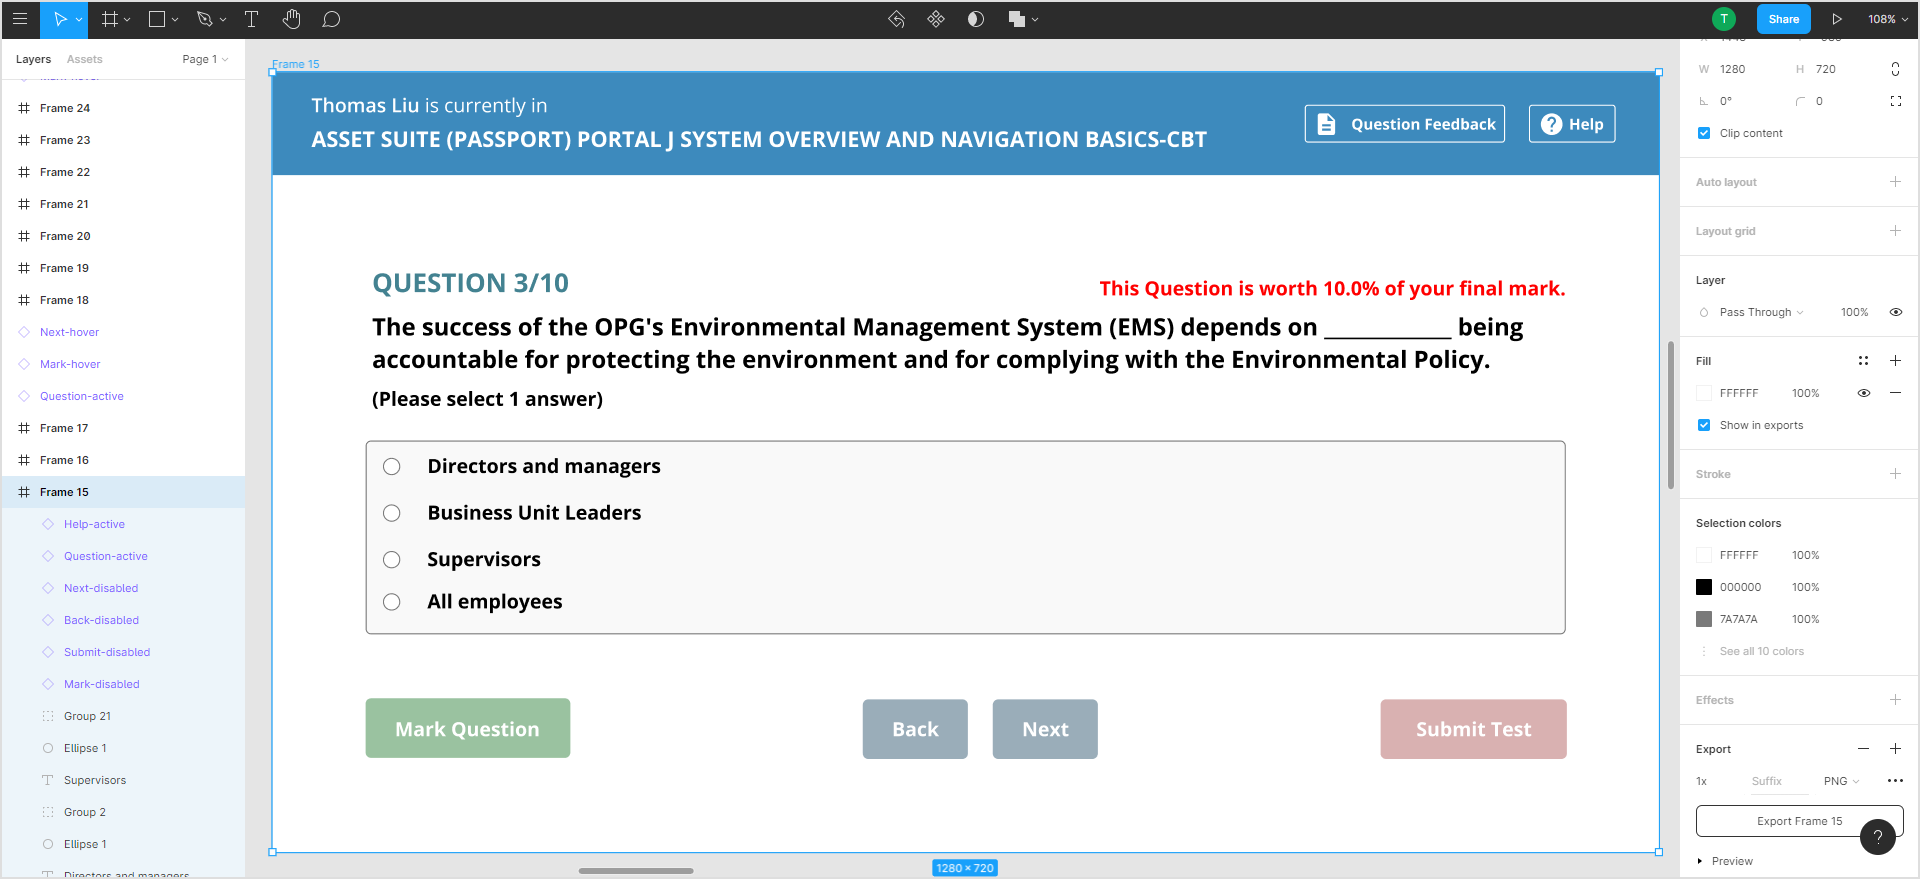 T
Share
108%
Layers
Assets
Page 1
Frame 24
Frame 23
Frame 22
Frame 21
Frame 20
Frame 19
Frame 18
Next-hover
Mark-hover
Question-active
Frame 17
Frame 16
Frame 15
Help-active
Question-active
Next-disabled
Back-disabled
Submit-disabled
Mark-disabled
Group 21
Ellipse 1
Supervisors
Group 2
Ellipse 1
Directors and managers
Frame 15
Thomas Liu is currently in
ASSET SUITE (PASSPORT) PORTAL J SYSTEM OVERVIEW AND NAVIGATION BASICS-CBT
Question Feedback
? Help
QUESTION 3/10
This Question is worth 10.0% of your final mark.
The success of the OPG's Environmental Management System (EMS) depends on ____________ being
accountable for protecting the environment and for complying with the Environmental Policy.
(Please select 1 answer)
Directors and managers
Business Unit Leaders
Supervisors
All employees
Mark Question
Back
Next
Submit Test
1280 × 720
W 1280 H 720
0° 0
Clip content
Auto layout
Layout grid
Layer
Pass Through 100%
Fill
FFFFFF 100%
Show in exports
Stroke
Selection colors
FFFFFF 100%
000000 100%
7A7A7A 100%
See all 10 colors
Effects
Export
1x Suffix PNG
Export Frame 15
?
Preview